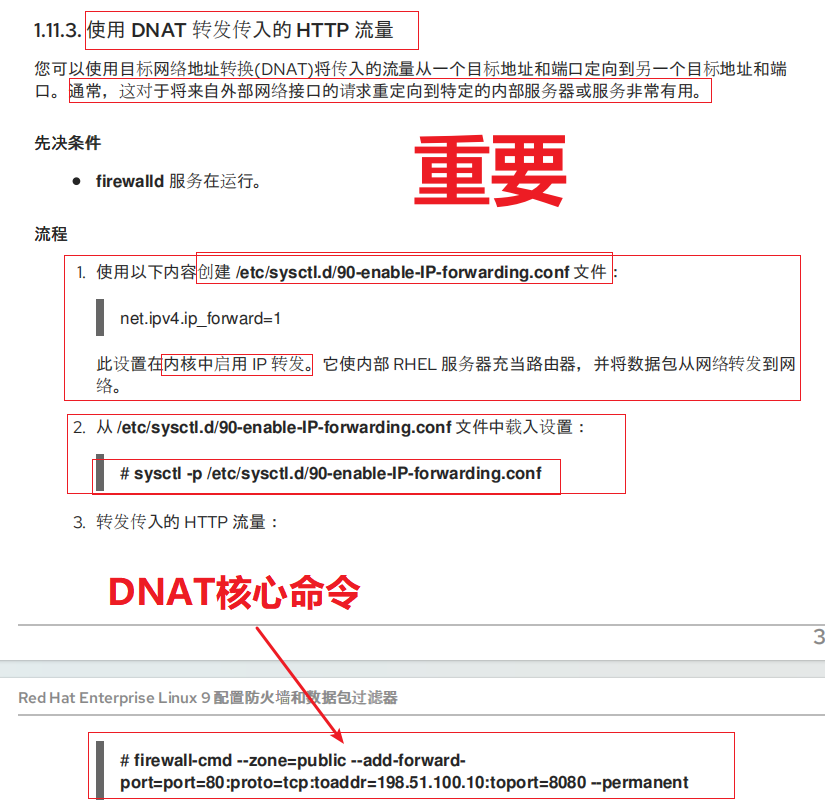 1.11.3. 使用 DNAT 转发传入的 HTTP 流量
您可以使用目标网络地址转换(DNAT)将传入的流量从一个目标地址和端口定向到另一个目标地址和端
口。通常，这对于将来自外部网络接口的请求重定向到特定的内部服务器或服务非常有用。
先决条件
重要
● firewalld 服务在运行。
流程
1. 使用以下内容创建 /etc/sysctl.d/90-enable-IP-forwarding.conf 文件：
net.ipv4.ip_forward=1
此设置在内核中启用 IP 转发。它使内部 RHEL 服务器充当路由器，并将数据包从网络转发到网
络。
2. 从 /etc/sysctl.d/90-enable-IP-forwarding.conf 文件中载入设置：
# sysctl -p /etc/sysctl.d/90-enable-IP-forwarding.conf
3. 转发传入的 HTTP 流量：
DNAT核心命令
3
Red Hat Enterprise Linux 9 配置防火墙和数据包过滤器
# firewall-cmd --zone=public --add-forward-
port=port=80:proto=tcp:toaddr=198.51.100.10:toport=8080 --permanent